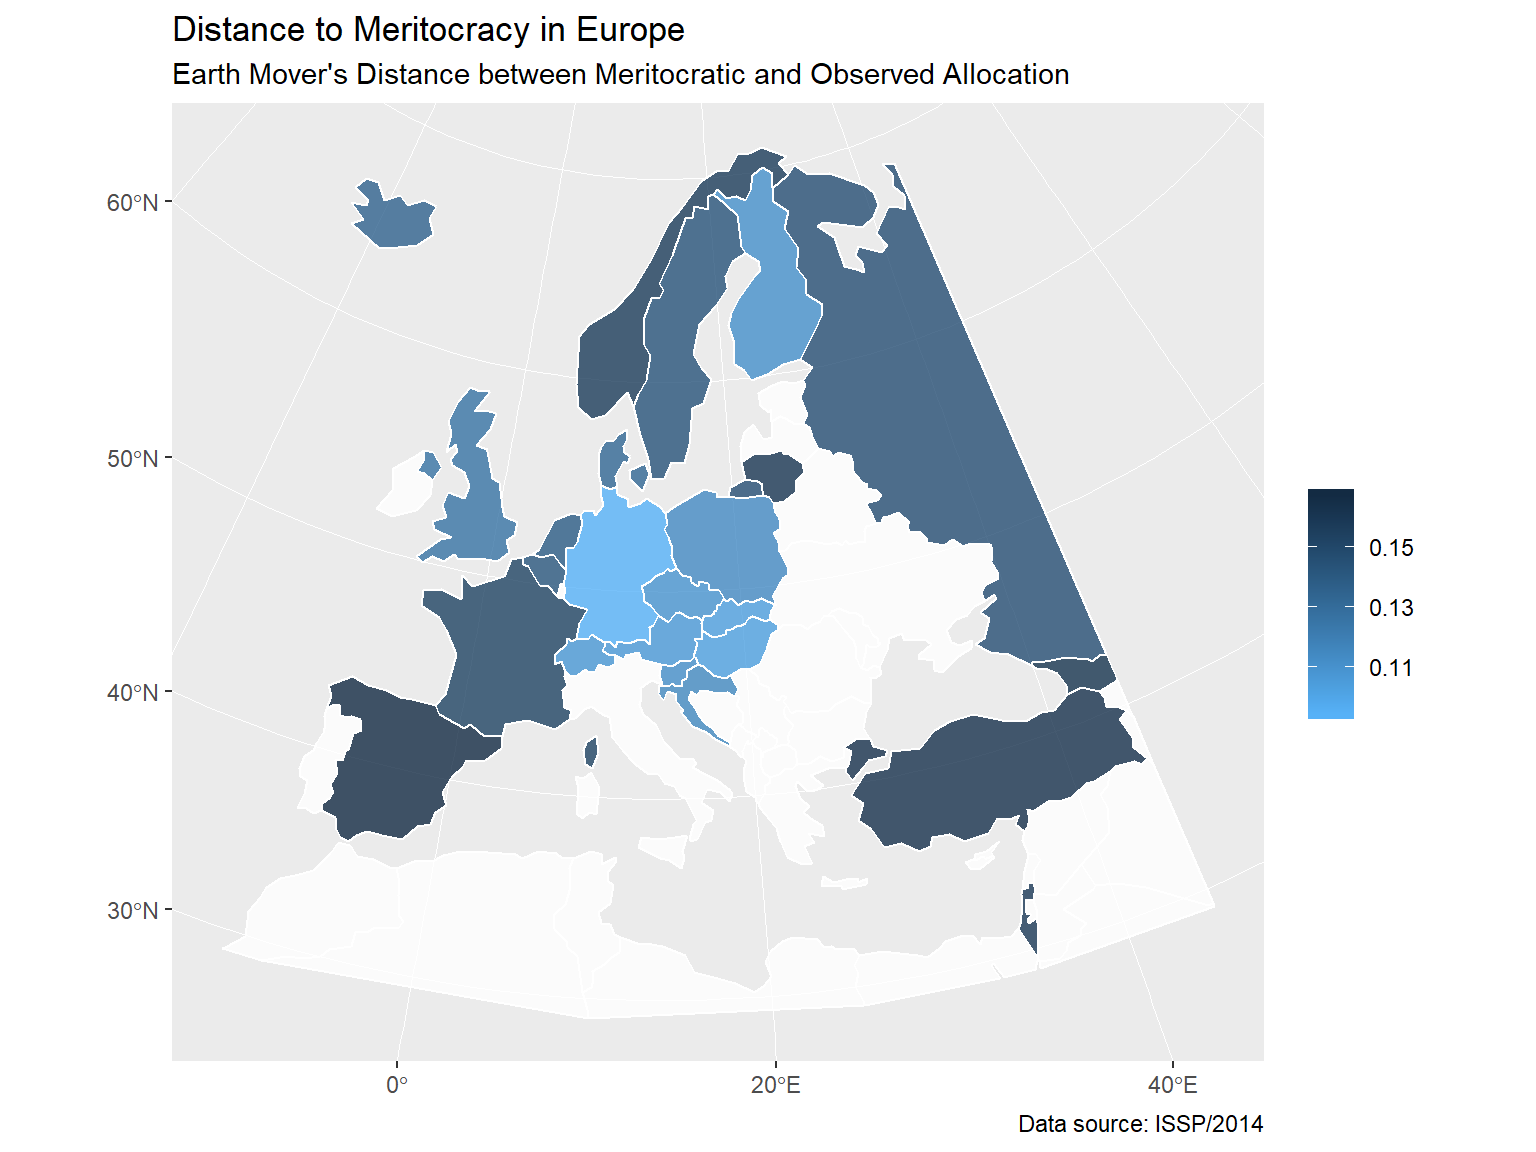 Distance to Meritocracy in Europe
Earth Mover's Distance between Meritocratic and Observed Allocation
60°N
50°N
40°N
30°N
0°
20°E
40°E
0.15
0.13
0.11
Data source: ISSP/2014